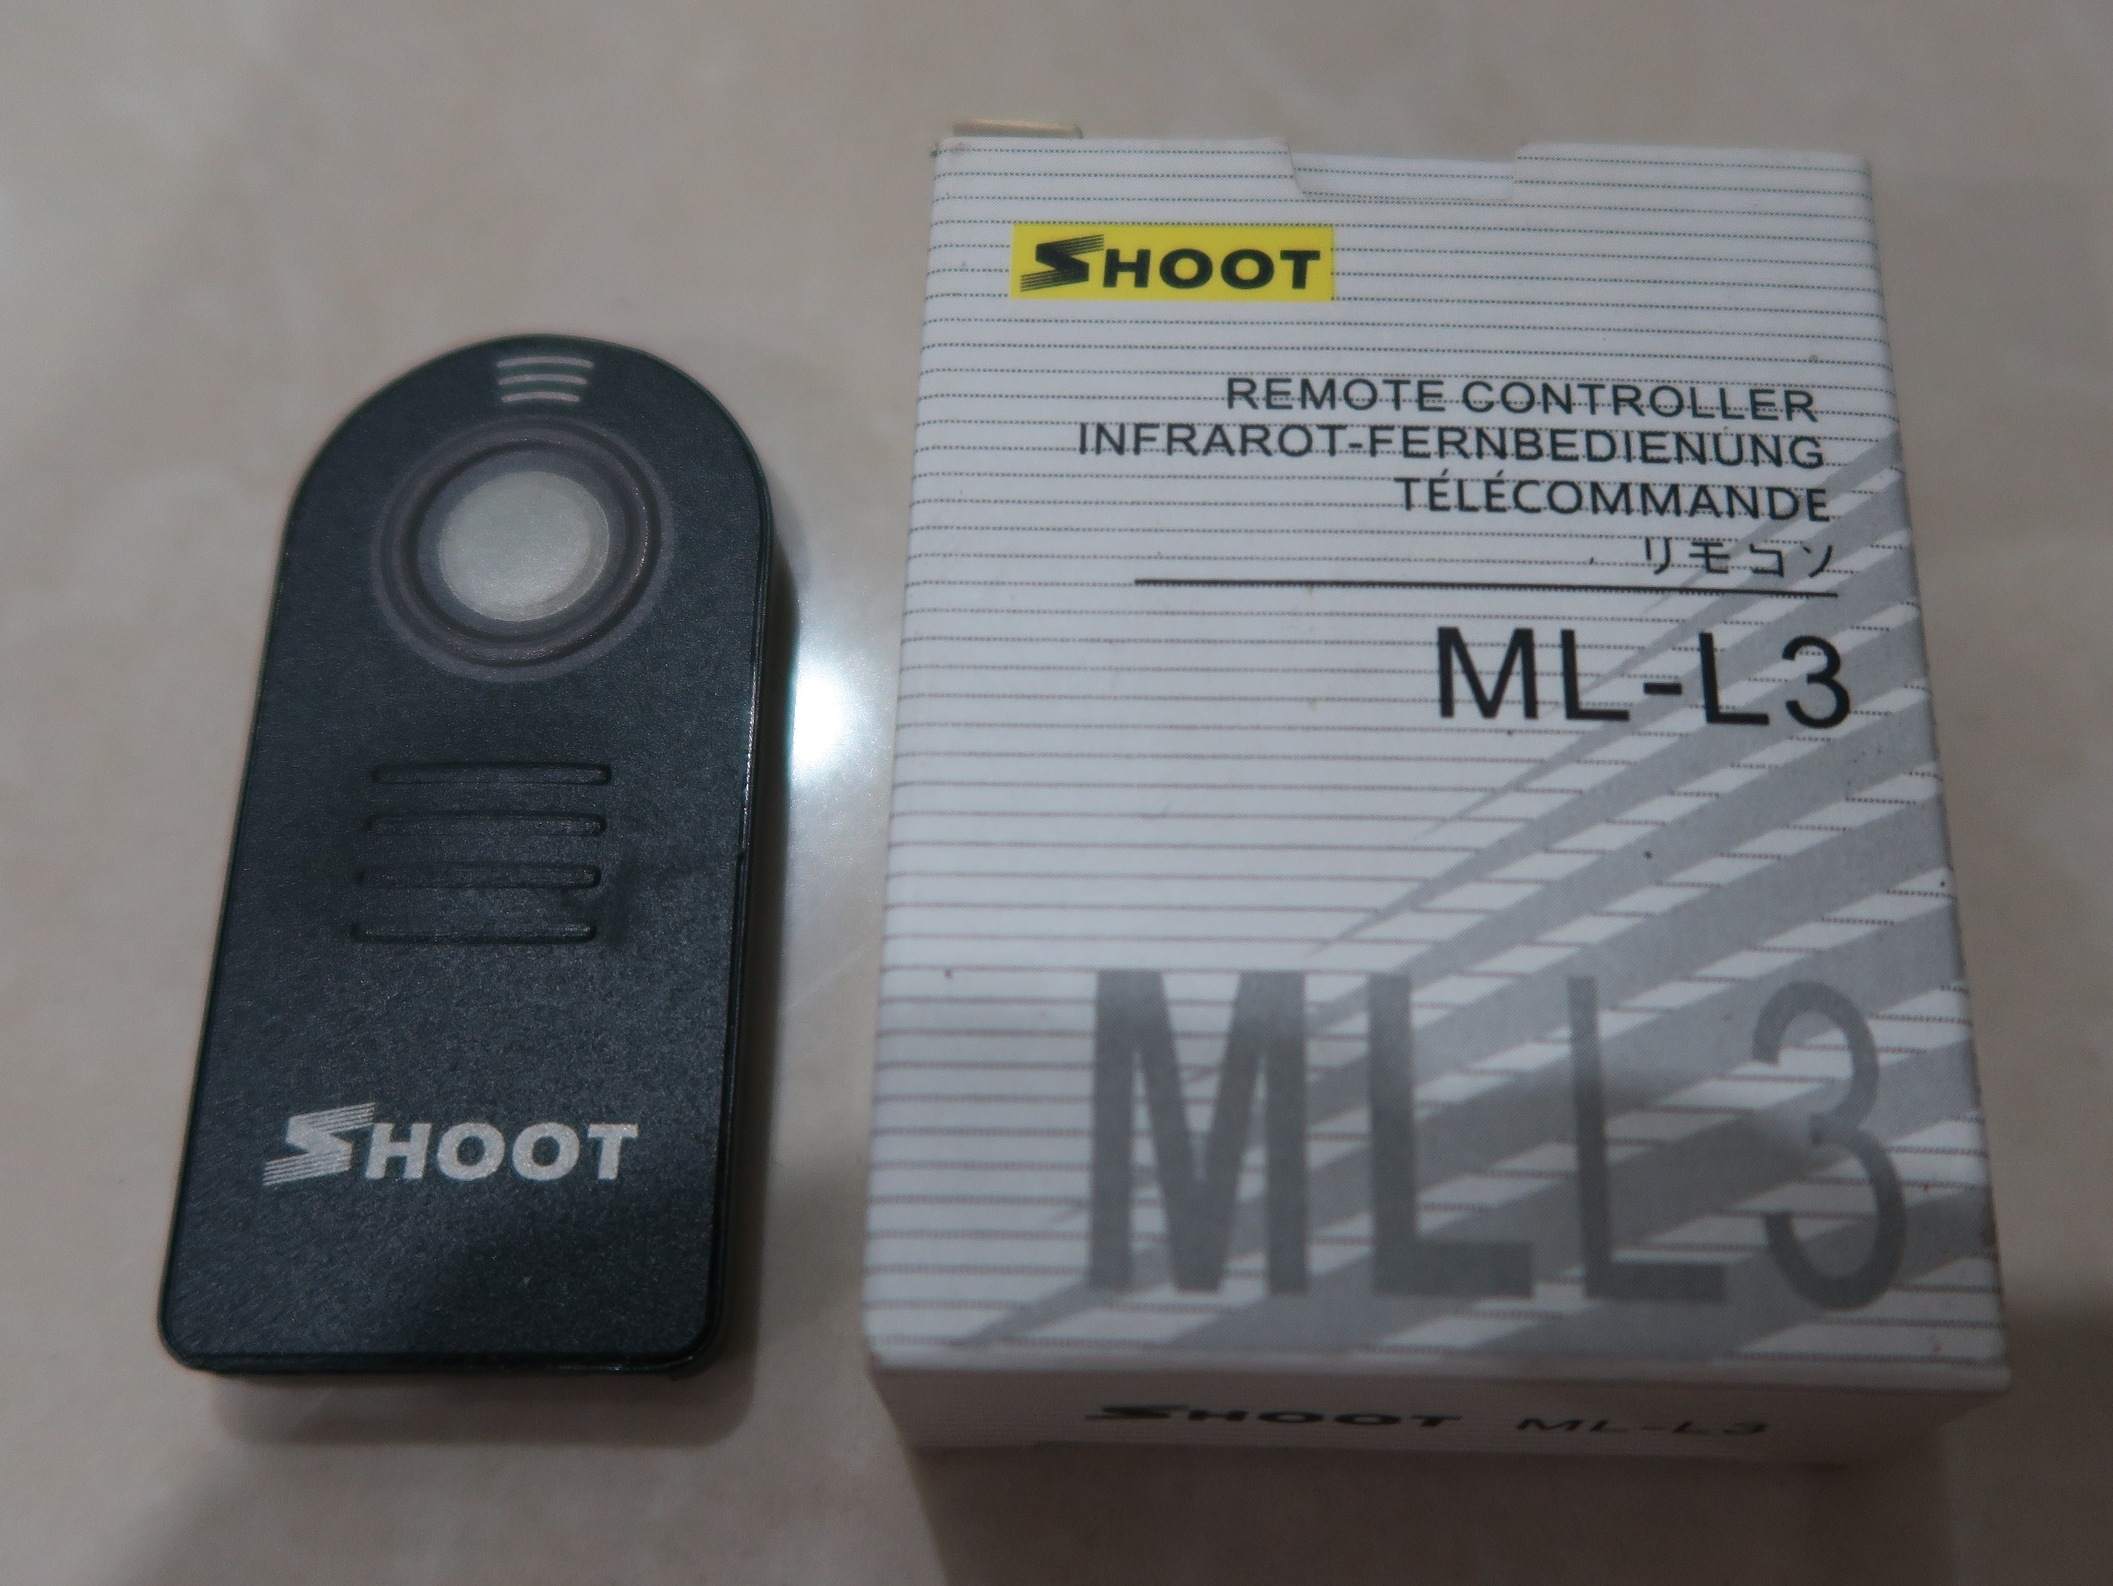 SHOOT
REMOTE CONTROLLER
INFRAROT-FERNBEDIENUNG
TÉLÉCOMMANDE
リモコン
ML-L3
MLL3
SHOOT ML-L3
SHOOT